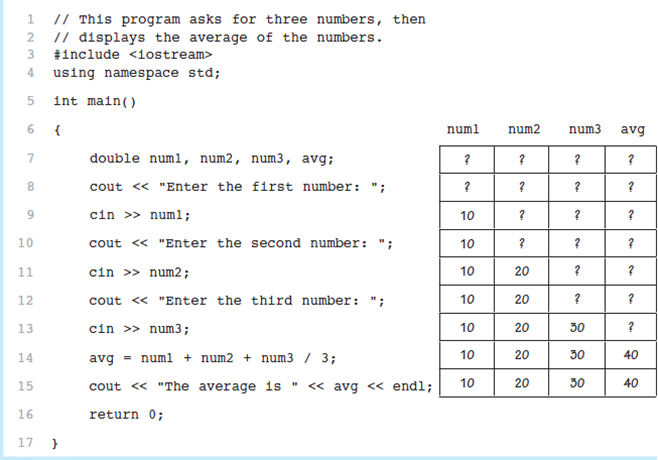 1 // This program asks for three numbers, then
2 // displays the average of the numbers.
3 #include <iostream>
4 using namespace std;
5 int main()
6 {
num1 num2 num3 avg
7 double num1, num2, num3, avg; ? ? ? ?
8 cout << "Enter the first number: "; ? ? ? ?
9 cin >> num1; 10 ? ? ?
10 cout << "Enter the second number: "; 10 ? ? ?
11 cin >> num2; 10 20 ? ?
12 cout << "Enter the third number: "; 10 20 ? ?
13 cin >> num3; 10 20 30 ?
14 avg = num1 + num2 + num3 / 3; 10 20 30 40
15 cout << "The average is " << avg << endl; 10 20 30 40
16 return 0;
17 }